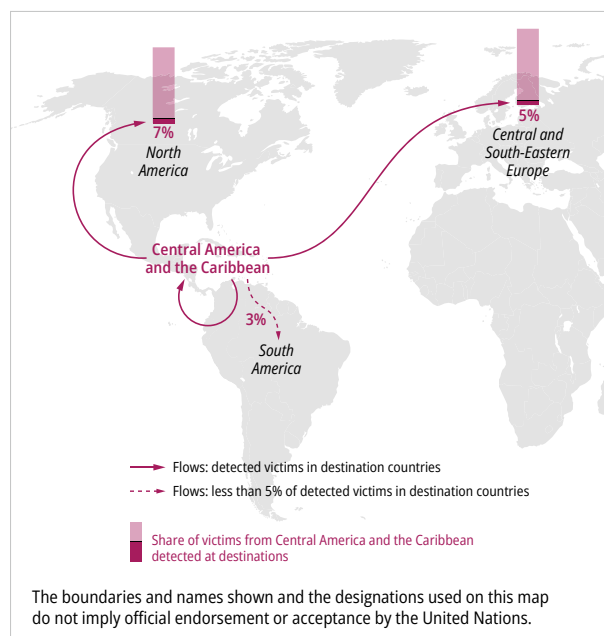 7%
North
America
5%
Central and
South-Eastern
Europe
Central America
and the Caribbean
3%
South
America
Flows: detected victims in destination countries
Flows: less than 5% of detected victims in destination countries
Share of victims from Central America and the Caribbean
detected at destinations
The boundaries and names shown and the designations used on this map
do not imply official endorsement or acceptance by the United Nations.